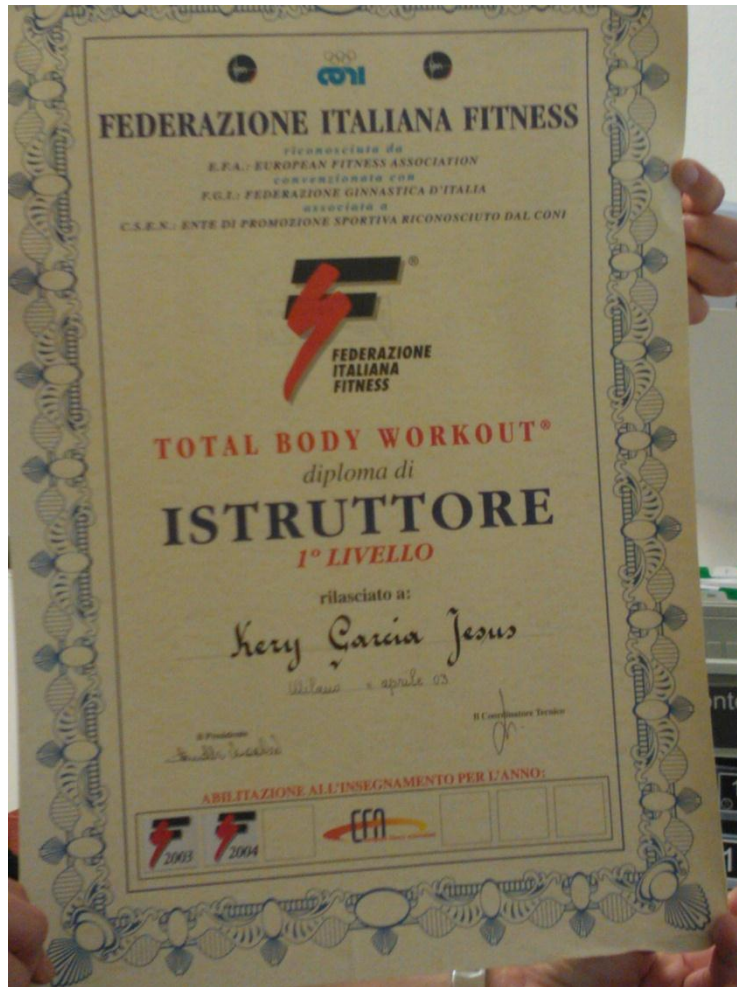 CONI
FEDERAZIONE ITALIANA FITNESS
riconosciuta da
E.F.A.: EUROPEAN FITNESS ASSOCIATION
convenzionata con
F.G.I.: FEDERAZIONE GINNASTICA D'ITALIA
associata a
C.S.E.N.: ENTE DI PROMOZIONE SPORTIVA RICONOSCIUTO DAL CONI
®
FEDERAZIONE
ITALIANA
FITNESS
TOTAL BODY WORKOUT®
diploma di
ISTRUTTORE
1° LIVELLO
rilasciato a:
Kery Garcia Jesus
Milano aprile 03
Il Presidente
Il Coordinatore Tecnico
ABILITAZIONE ALL'INSEGNAMENTO PER L'ANNO:
2003
2004
EFA